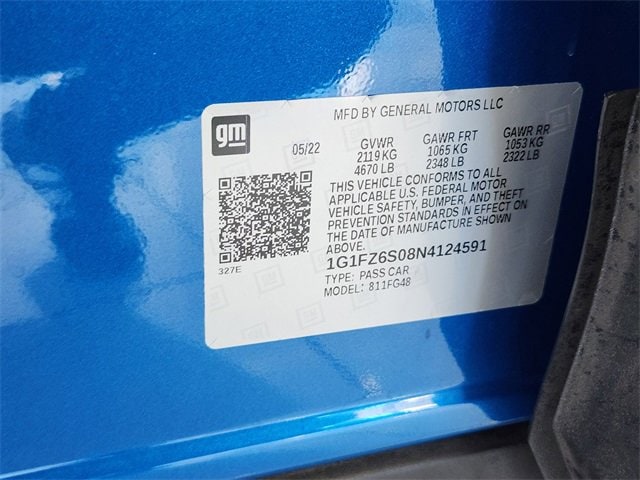 MFD BY GENERAL MOTORS LLC
gm
05/22
GVWR GAWR FRT GAWR RR
2119 KG 1065 KG 1053 KG
4670 LB 2348 LB 2322 LB
THIS VEHICLE CONFORMS TO ALL
APPLICABLE U.S. FEDERAL MOTOR
VEHICLE SAFETY, BUMPER, AND THEFT
PREVENTION STANDARDS IN EFFECT ON
THE DATE OF MANUFACTURE SHOWN
ABOVE.
327E
1G1FZ6S08N4124591
TYPE: PASS CAR
MODEL: 811FG48